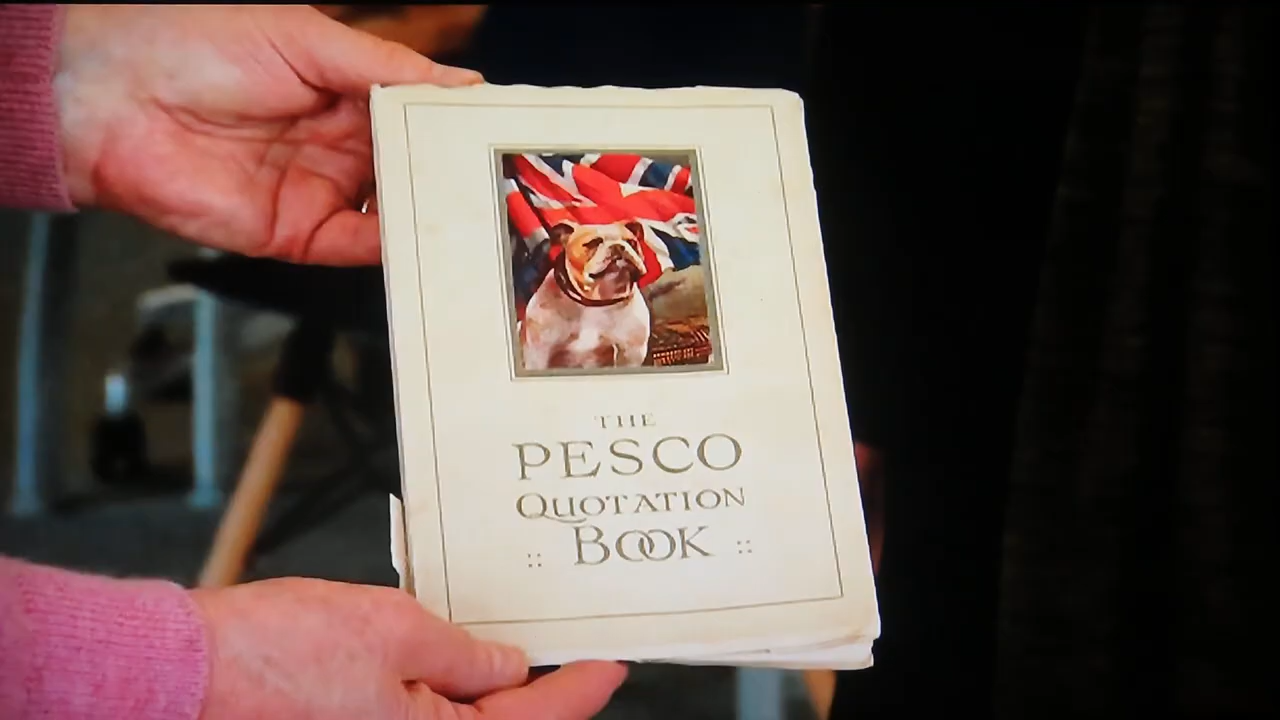 THE
PESCO
QUOTATION
:: BOOK ::